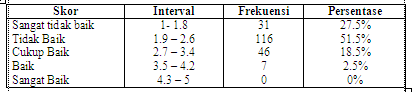 Skor Interval Frekuensi Persentase
Sangat tidak baik 1- 1.8 31 27.5%
Tidak Baik 1.9 – 2.6 116 51.5%
Cukup Baik 2.7 – 3.4 46 18.5%
Baik 3.5 – 4.2 7 2.5%
Sangat Baik 4.3 – 5 0 0%